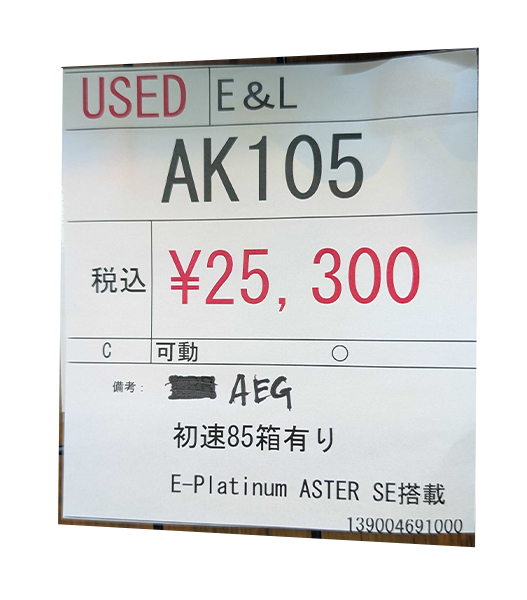 USED E&L
AK105
税込 ¥25,300
C 可動 ○
備考: AEG
初速85箱有り
E-Platinum ASTER SE搭載
139004691000